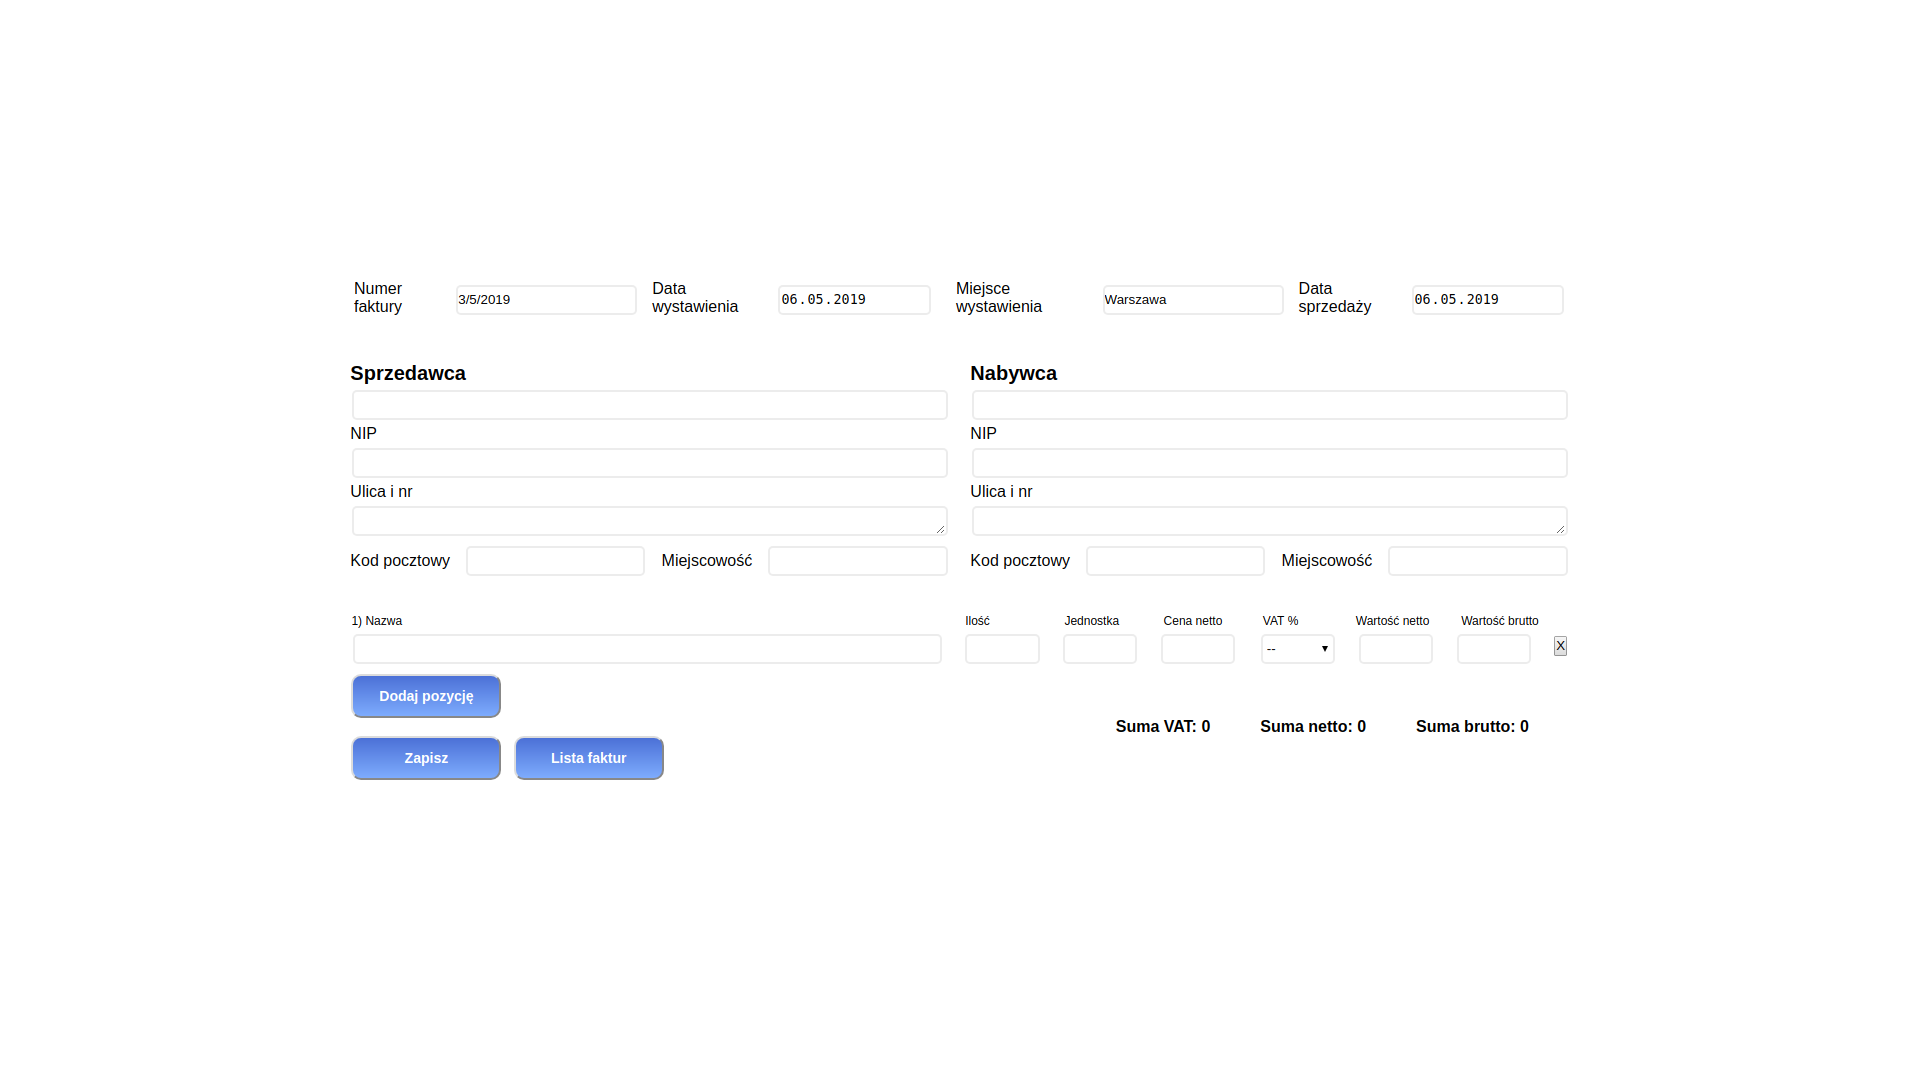 Numer faktury 3/5/2019 Data wystawienia 06.05.2019 Miejsce wystawienia Warszawa Data sprzedaży 06.05.2019
Sprzedawca Nabywca
NIP NIP
Ulica i nr Ulica i nr
Kod pocztowy Miejscowość Kod pocztowy Miejscowość
1) Nazwa Ilość Jednostka Cena netto VAT % Wartość netto Wartość brutto
-- X
Dodaj pozycję
Suma VAT: 0 Suma netto: 0 Suma brutto: 0
Zapisz Lista faktur